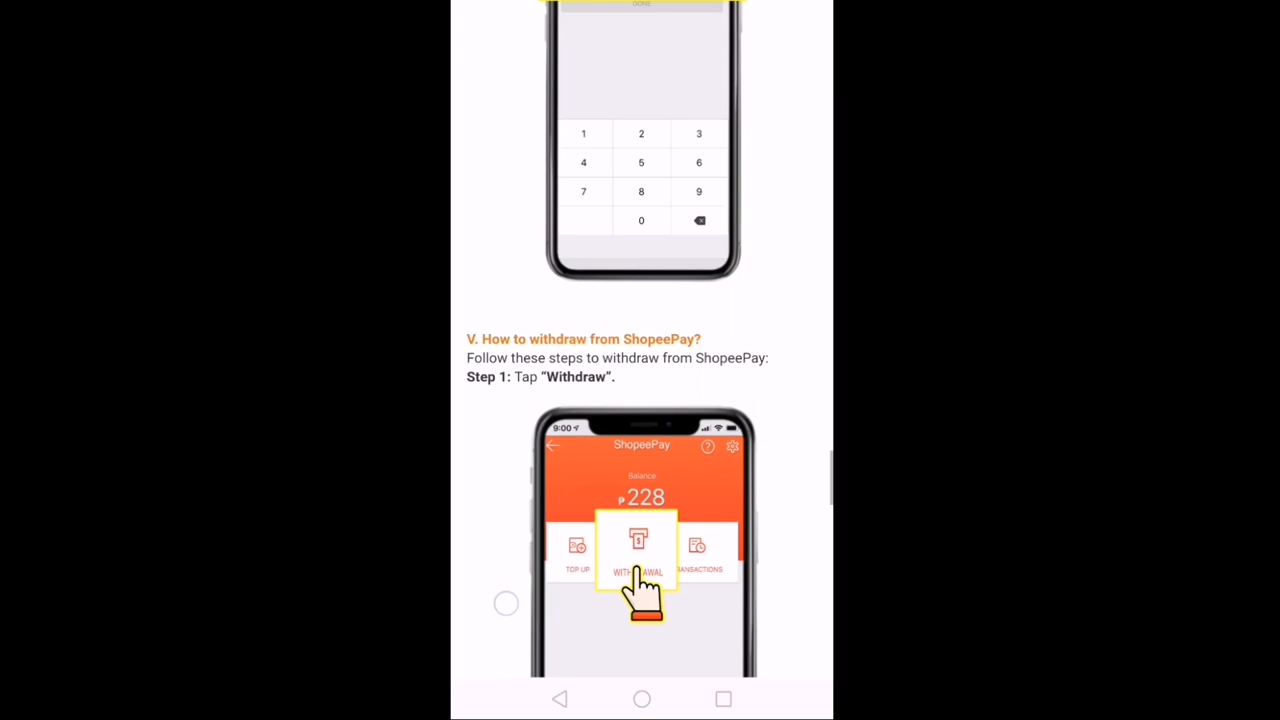 DONE
1 2 3
4 5 6
7 8 9
0
V. How to withdraw from ShopeePay?
Follow these steps to withdraw from ShopeePay:
Step 1: Tap “Withdraw”.
9:00
ShopeePay
?
Balance
₱228
$
TOP UP